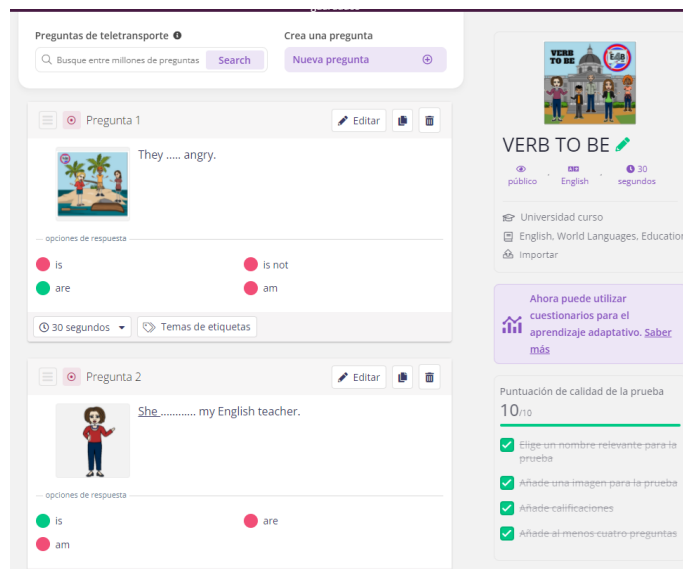 Preguntas de teletransporte
Crea una pregunta
Busque entre millones de preguntas
Search
Nueva pregunta
Pregunta 1
Editar
They ..... angry.
opciones de respuesta
is
is not
are
am
30 segundos
Temas de etiquetas
Pregunta 2
Editar
She ............ my English teacher.
opciones de respuesta
is
are
am
VERB
TO BE
VERB TO BE
público
English
30
segundos
Universidad curso
English, World Languages, Education
Importar
Ahora puede utilizar
cuestionarios para el
aprendizaje adaptativo. Saber
más
Puntuación de calidad de la prueba
10/10
Elige un nombre relevante para la
prueba
Añade una imagen para la prueba
Añade calificaciones
Añade al menos cuatro preguntas